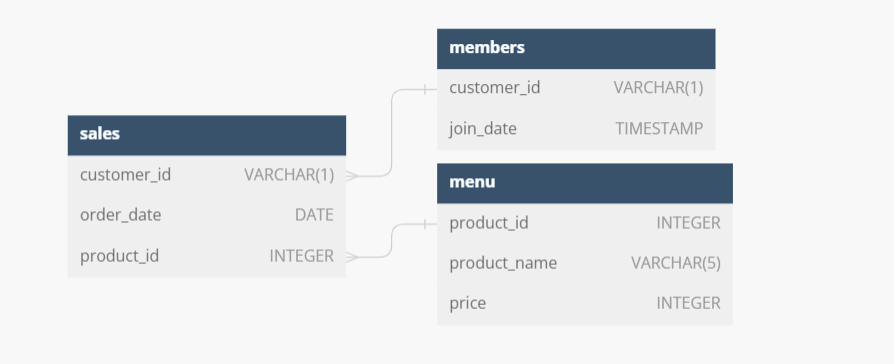 sales
customer_id VARCHAR(1)
order_date DATE
product_id INTEGER
members
customer_id VARCHAR(1)
join_date TIMESTAMP
menu
product_id INTEGER
product_name VARCHAR(5)
price INTEGER